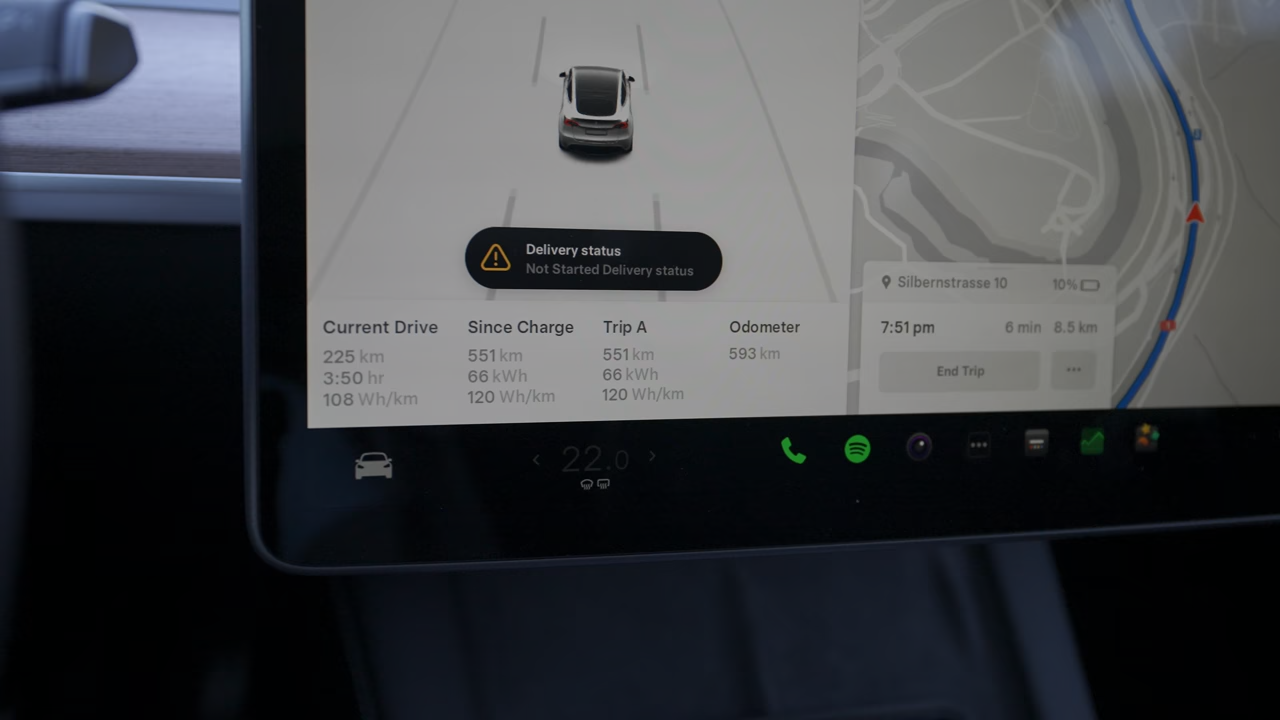 Delivery status
Not Started Delivery status
Current Drive
225 km
3:50 hr
108 Wh/km
Since Charge
551 km
66 kWh
120 Wh/km
Trip A
551 km
66 kWh
120 Wh/km
Odometer
593 km
Silbernstrasse 10
10%
7:51 pm
6 min
8.5 km
End Trip
22.0